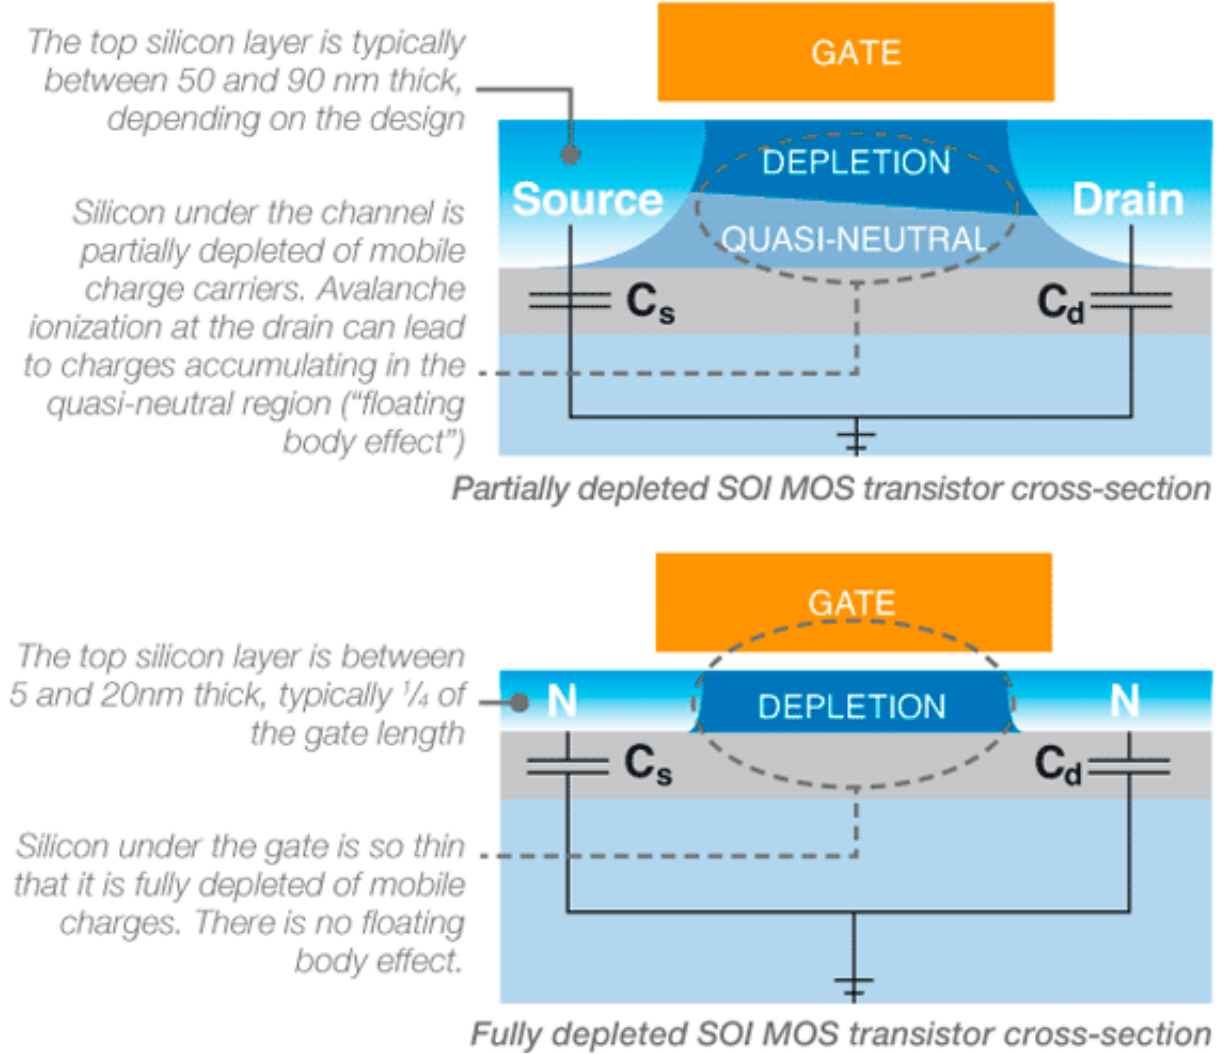 GATE
The top silicon layer is typically
between 50 and 90 nm thick,
depending on the design
DEPLETION
Source
Drain
QUASI-NEUTRAL
Silicon under the channel is
partially depleted of mobile
charge carriers. Avalanche
ionization at the drain can lead
to charges accumulating in the
quasi-neutral region (“floating
body effect”)
Cs
Cd
Partially depleted SOI MOS transistor cross-section
GATE
The top silicon layer is between
5 and 20nm thick, typically ¼ of
the gate length
N
DEPLETION
N
Cs
Cd
Silicon under the gate is so thin
that it is fully depleted of mobile
charges. There is no floating
body effect.
Fully depleted SOI MOS transistor cross-section